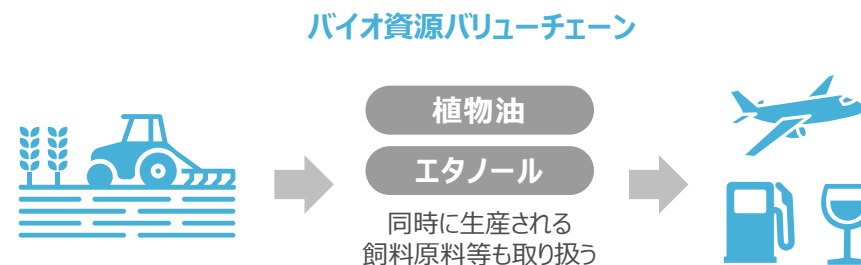 バイオ資源バリューチェーン
植物油
エタノール
同時に生産される
飼料原料等も取り扱う